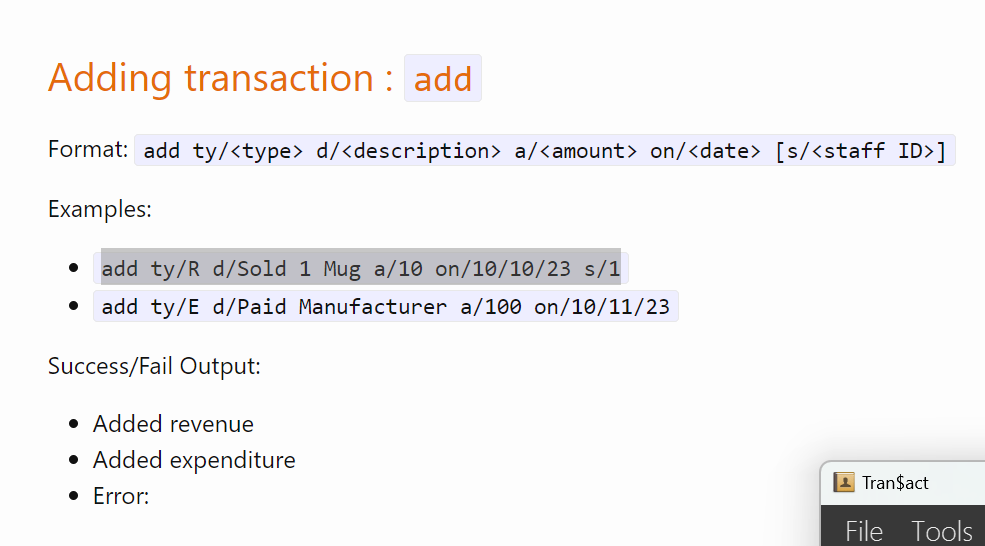 Adding transaction : add
Format: add ty/<type> d/<description> a/<amount> on/<date> [s/<staff ID>]
Examples:
add ty/R d/Sold 1 Mug a/10 on/10/10/23 s/1
add ty/E d/Paid Manufacturer a/100 on/10/11/23
Success/Fail Output:
Added revenue
Added expenditure
Error:
Tran$act
File Tools